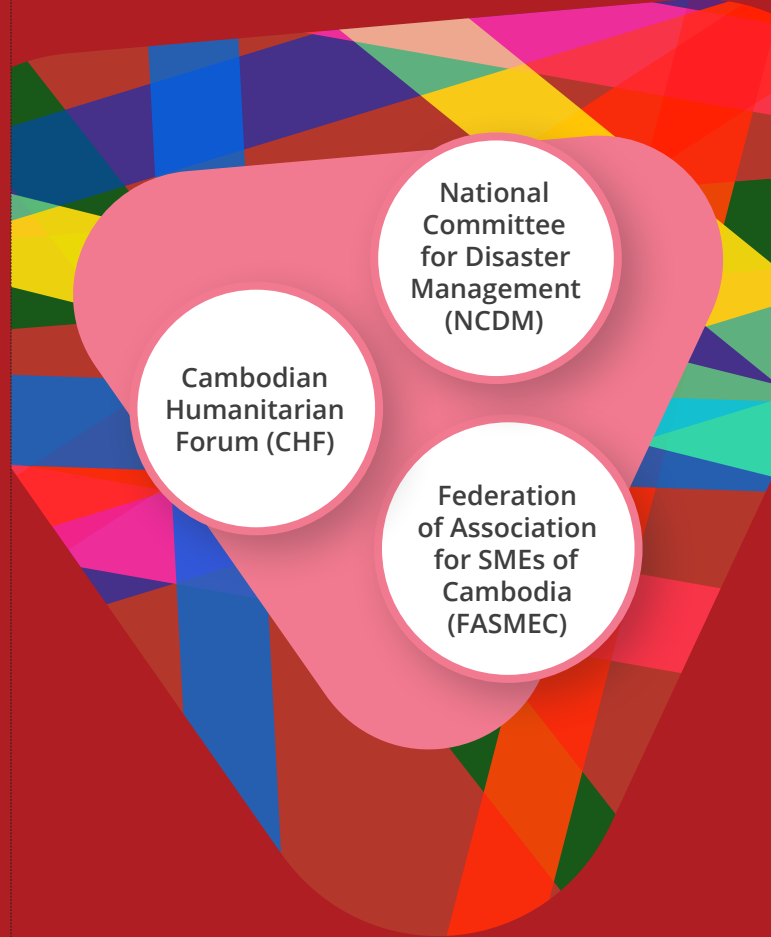 National
Committee
for Disaster
Management
(NCDM)
Cambodian
Humanitarian
Forum (CHF)
Federation
of Association
for SMEs of
Cambodia
(FASMEC)